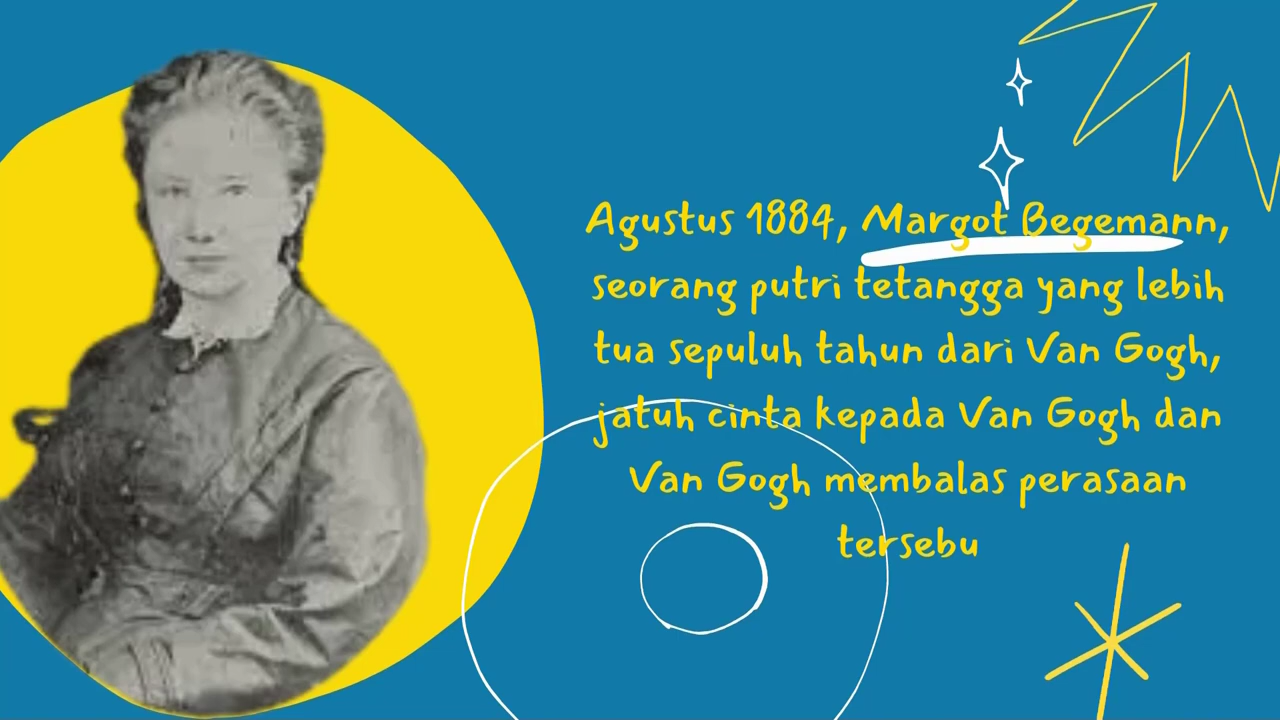 Agustus 1884, Margot Begemann,
seorang putri tetangga yang lebih
tua sepuluh tahun dari Van Gogh,
jatuh cinta kepada Van Gogh dan
Van Gogh membalas perasaan
tersebu